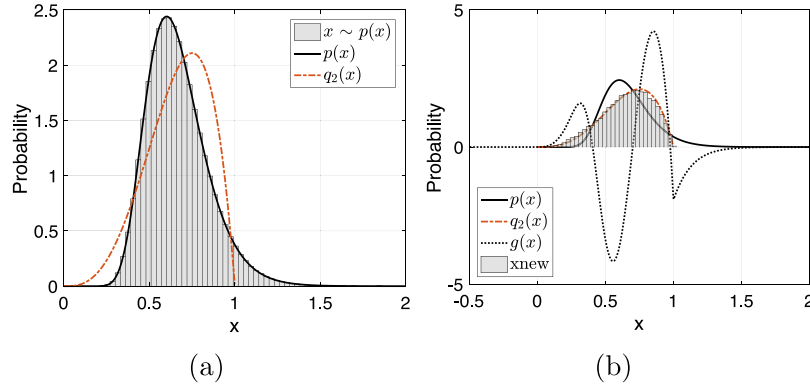 2.5
2
1.5
1
0.5
0
Probability
0
0.5
1
1.5
2
x
x ∼ p(x)
p(x)
q₂(x)
(a)
5
0
-5
Probability
-0.5
0
0.5
1
1.5
2
x
p(x)
q₂(x)
g(x)
xnew
(b)